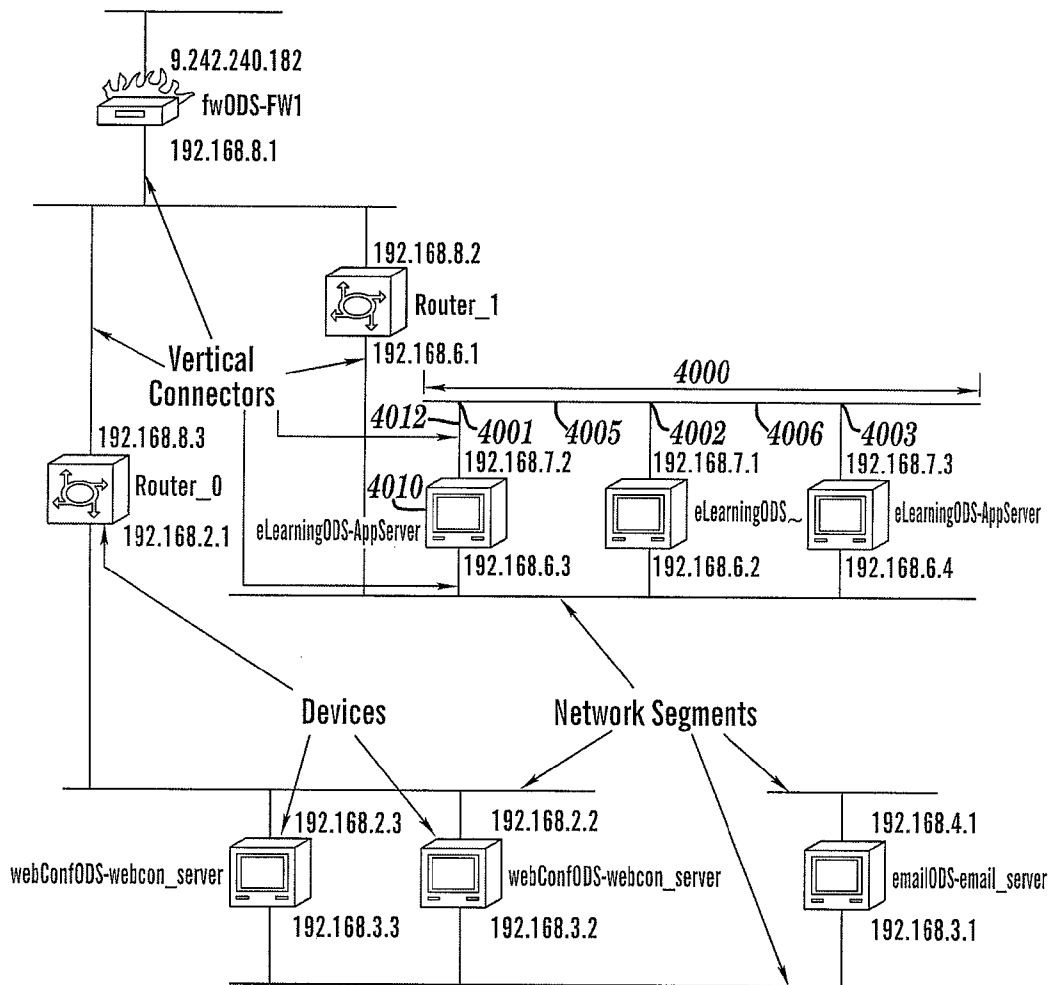 9.242.240.182
fwODS-FW1
192.168.8.1
192.168.8.2
Router_1
192.168.6.1
Vertical
Connectors
4000
4012
4001
4005
4002
4006
4003
192.168.8.3
Router_0
192.168.2.1
192.168.7.2
192.168.7.1
192.168.7.3
4010
eLearningODS-AppServer
eLearningODS~
eLearningODS-AppServer
192.168.6.3
192.168.6.2
192.168.6.4
Devices
Network Segments
192.168.2.3
192.168.2.2
192.168.4.1
webConfODS-webcon_server
webConfODS-webcon_server
emailODS-email_server
192.168.3.3
192.168.3.2
192.168.3.1